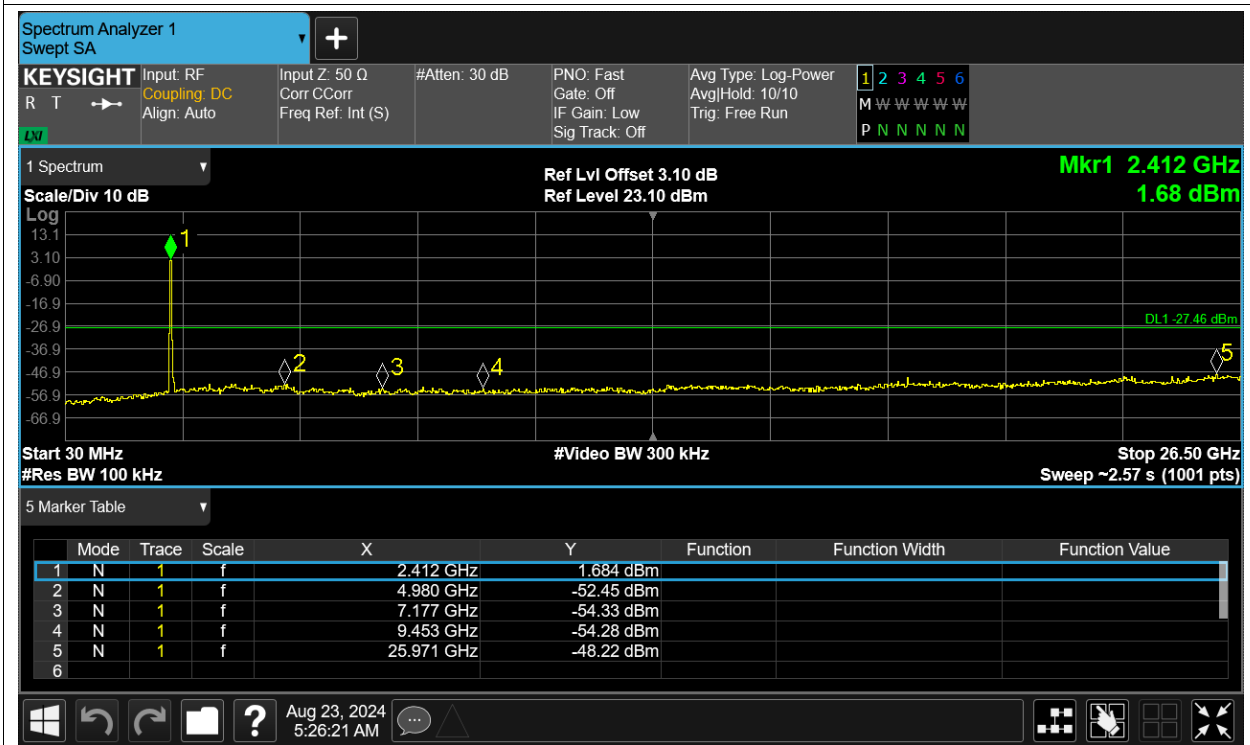 Spectrum Analyzer 1
Swept SA
KEYSIGHT
R T
LXI
Input: RF
Coupling: DC
Align: Auto
Input Z: 50 Ω
Corr CCorr
Freq Ref: Int (S)
#Atten: 30 dB
PNO: Fast
Gate: Off
IF Gain: Low
Sig Track: Off
Avg Type: Log-Power
Avg|Hold: 10/10
Trig: Free Run
1 2 3 4 5 6
M W W W W W
P N N N N N
1 Spectrum
Scale/Div 10 dB
Ref Lvl Offset 3.10 dB
Ref Level 23.10 dBm
Mkr1 2.412 GHz
1.68 dBm
Log
13.1
3.10
-6.90
-16.9
-26.9
-36.9
-46.9
-56.9
-66.9
1
2
3
4
5
DL1 -27.46 dBm
Start 30 MHz
#Video BW 300 kHz
Stop 26.50 GHz
#Res BW 100 kHz
Sweep ~2.57 s (1001 pts)
5 Marker Table
Mode Trace Scale X Y Function Function Width Function Value
1 N 1 f 2.412 GHz 1.684 dBm
2 N 1 f 4.980 GHz -52.45 dBm
3 N 1 f 7.177 GHz -54.33 dBm
4 N 1 f 9.453 GHz -54.28 dBm
5 N 1 f 25.971 GHz -48.22 dBm
6
?
Aug 23, 2024
5:26:21 AM